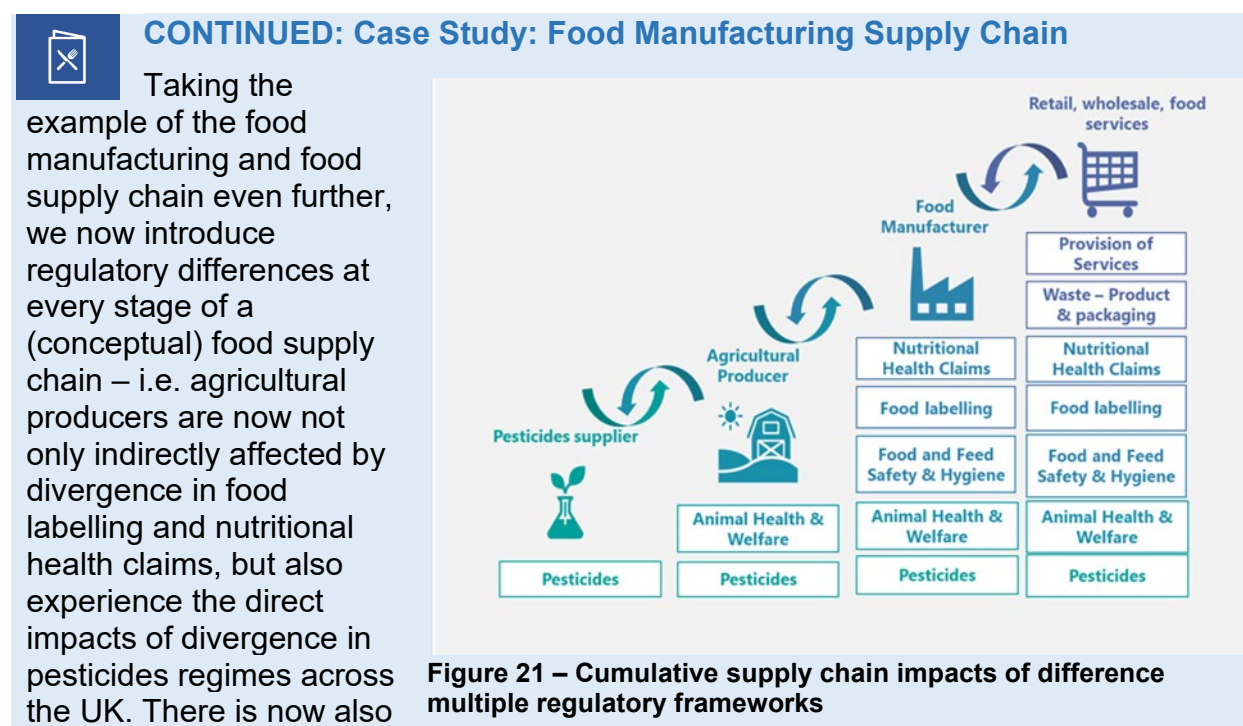 CONTINUED: Case Study: Food Manufacturing Supply Chain
Taking the
example of the food
manufacturing and food
supply chain even further,
we now introduce
regulatory differences at
every stage of a
(conceptual) food supply
chain – i.e. agricultural
producers are now not
only indirectly affected by
divergence in food
labelling and nutritional
health claims, but also
experience the direct
impacts of divergence in
pesticides regimes across
the UK. There is now also
Pesticides supplier
Pesticides
Agricultural
Producer
Animal Health &
Welfare
Pesticides
Food
Manufacturer
Nutritional
Health Claims
Food labelling
Food and Feed
Safety & Hygiene
Animal Health &
Welfare
Pesticides
Retail, wholesale, food
services
Provision of
Services
Waste – Product
& packaging
Nutritional
Health Claims
Food labelling
Food and Feed
Safety & Hygiene
Animal Health &
Welfare
Pesticides
Figure 21 – Cumulative supply chain impacts of difference
multiple regulatory frameworks